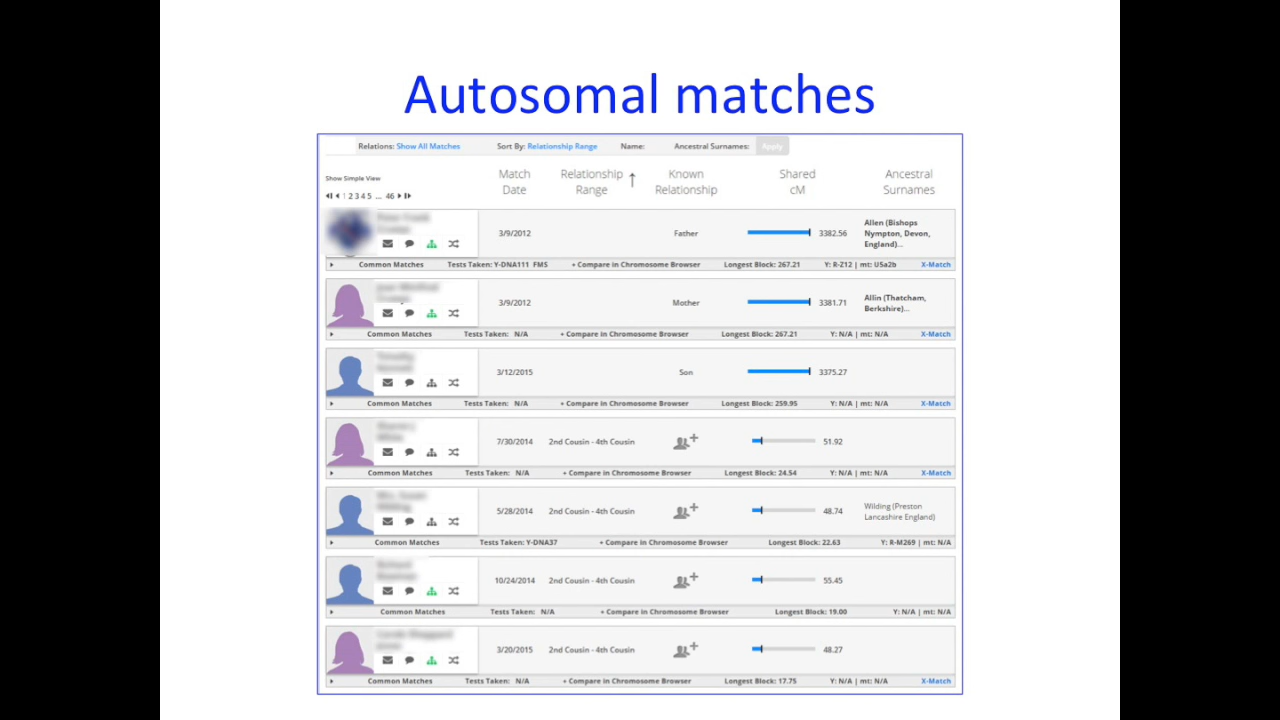 Autosomal matches
Relations: Show All Matches Sort By: Relationship Range Name: Ancestral Surnames: Apply
Show Simple View
1 2 3 4 5 ... 46
Match Date Relationship Range ↑ Known Relationship Shared cM Ancestral Surnames
3/9/2012 Father 3382.56 Allen (Bishops
Nympton, Devon,
England)...
Common Matches Tests Taken: Y-DNA111 FMS + Compare in Chromosome Browser Longest Block: 267.21 Y: R-Z12 | mt: U5a2b X-Match
3/9/2012 Mother 3381.71 Allin (Thatcham,
Berkshire)...
Common Matches Tests Taken: N/A + Compare in Chromosome Browser Longest Block: 267.21 Y: N/A | mt: N/A X-Match
3/12/2015 Son 3375.27
Common Matches Tests Taken: N/A + Compare in Chromosome Browser Longest Block: 259.95 Y: N/A | mt: N/A X-Match
7/30/2014 2nd Cousin - 4th Cousin 51.92
Common Matches Tests Taken: N/A + Compare in Chromosome Browser Longest Block: 24.54 Y: N/A | mt: N/A X-Match
5/28/2014 2nd Cousin - 4th Cousin 48.74 Wilding (Preston
Lancashire England)
Common Matches Tests Taken: Y-DNA37 + Compare in Chromosome Browser Longest Block: 22.63 Y: R-M269 | mt: N/A
10/24/2014 2nd Cousin - 4th Cousin 55.45
Common Matches Tests Taken: N/A + Compare in Chromosome Browser Longest Block: 19.00 Y: N/A | mt: N/A
3/20/2015 2nd Cousin - 4th Cousin 48.27
Common Matches Tests Taken: N/A + Compare in Chromosome Browser Longest Block: 17.75 Y: N/A | mt: N/A X-Match